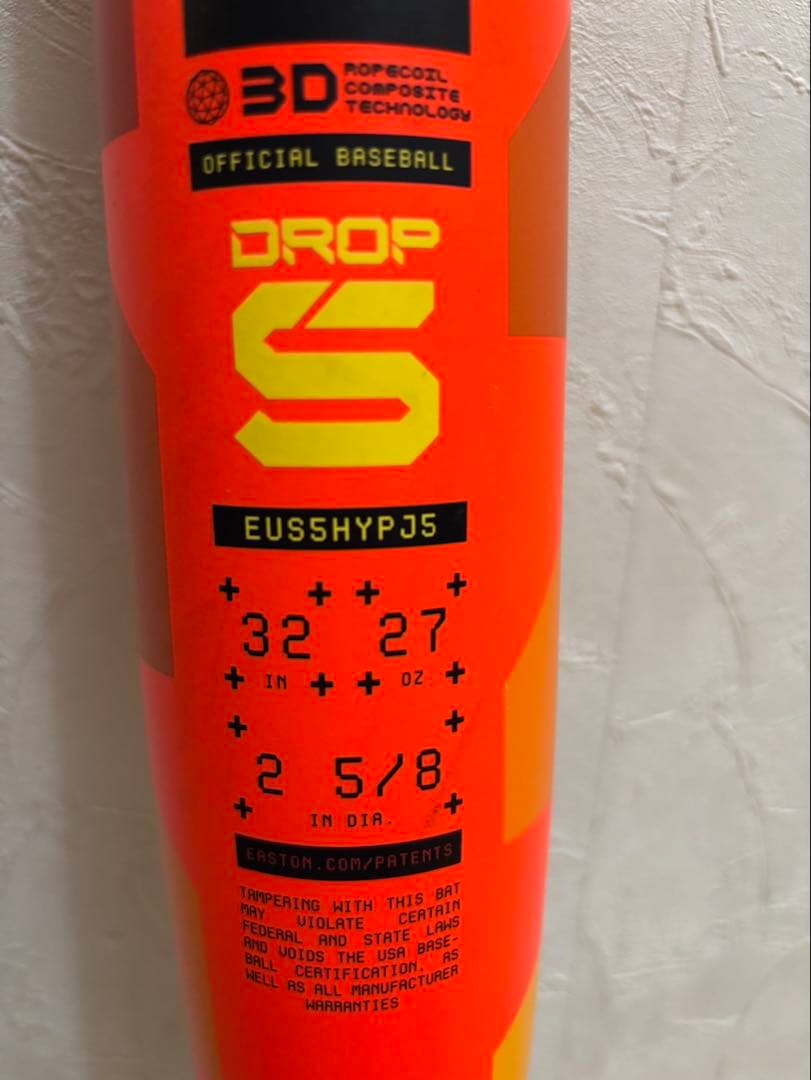 3D ROPECOIL
COMPOSITE
TECHNOLOGY
OFFICIAL BASEBALL
DROP
5
EUS5HYPJ5
32 27
IN OZ.
2 5/8
IN DIA.
EASTON.COM/PATENTS
TAMPERING WITH THIS BAT
MAY VIOLATE CERTAIN
FEDERAL AND STATE LAWS
AND VOIDS THE USA BASE-
BALL CERTIFICATION, AS
WELL AS ALL MANUFACTURER
WARRANTIES